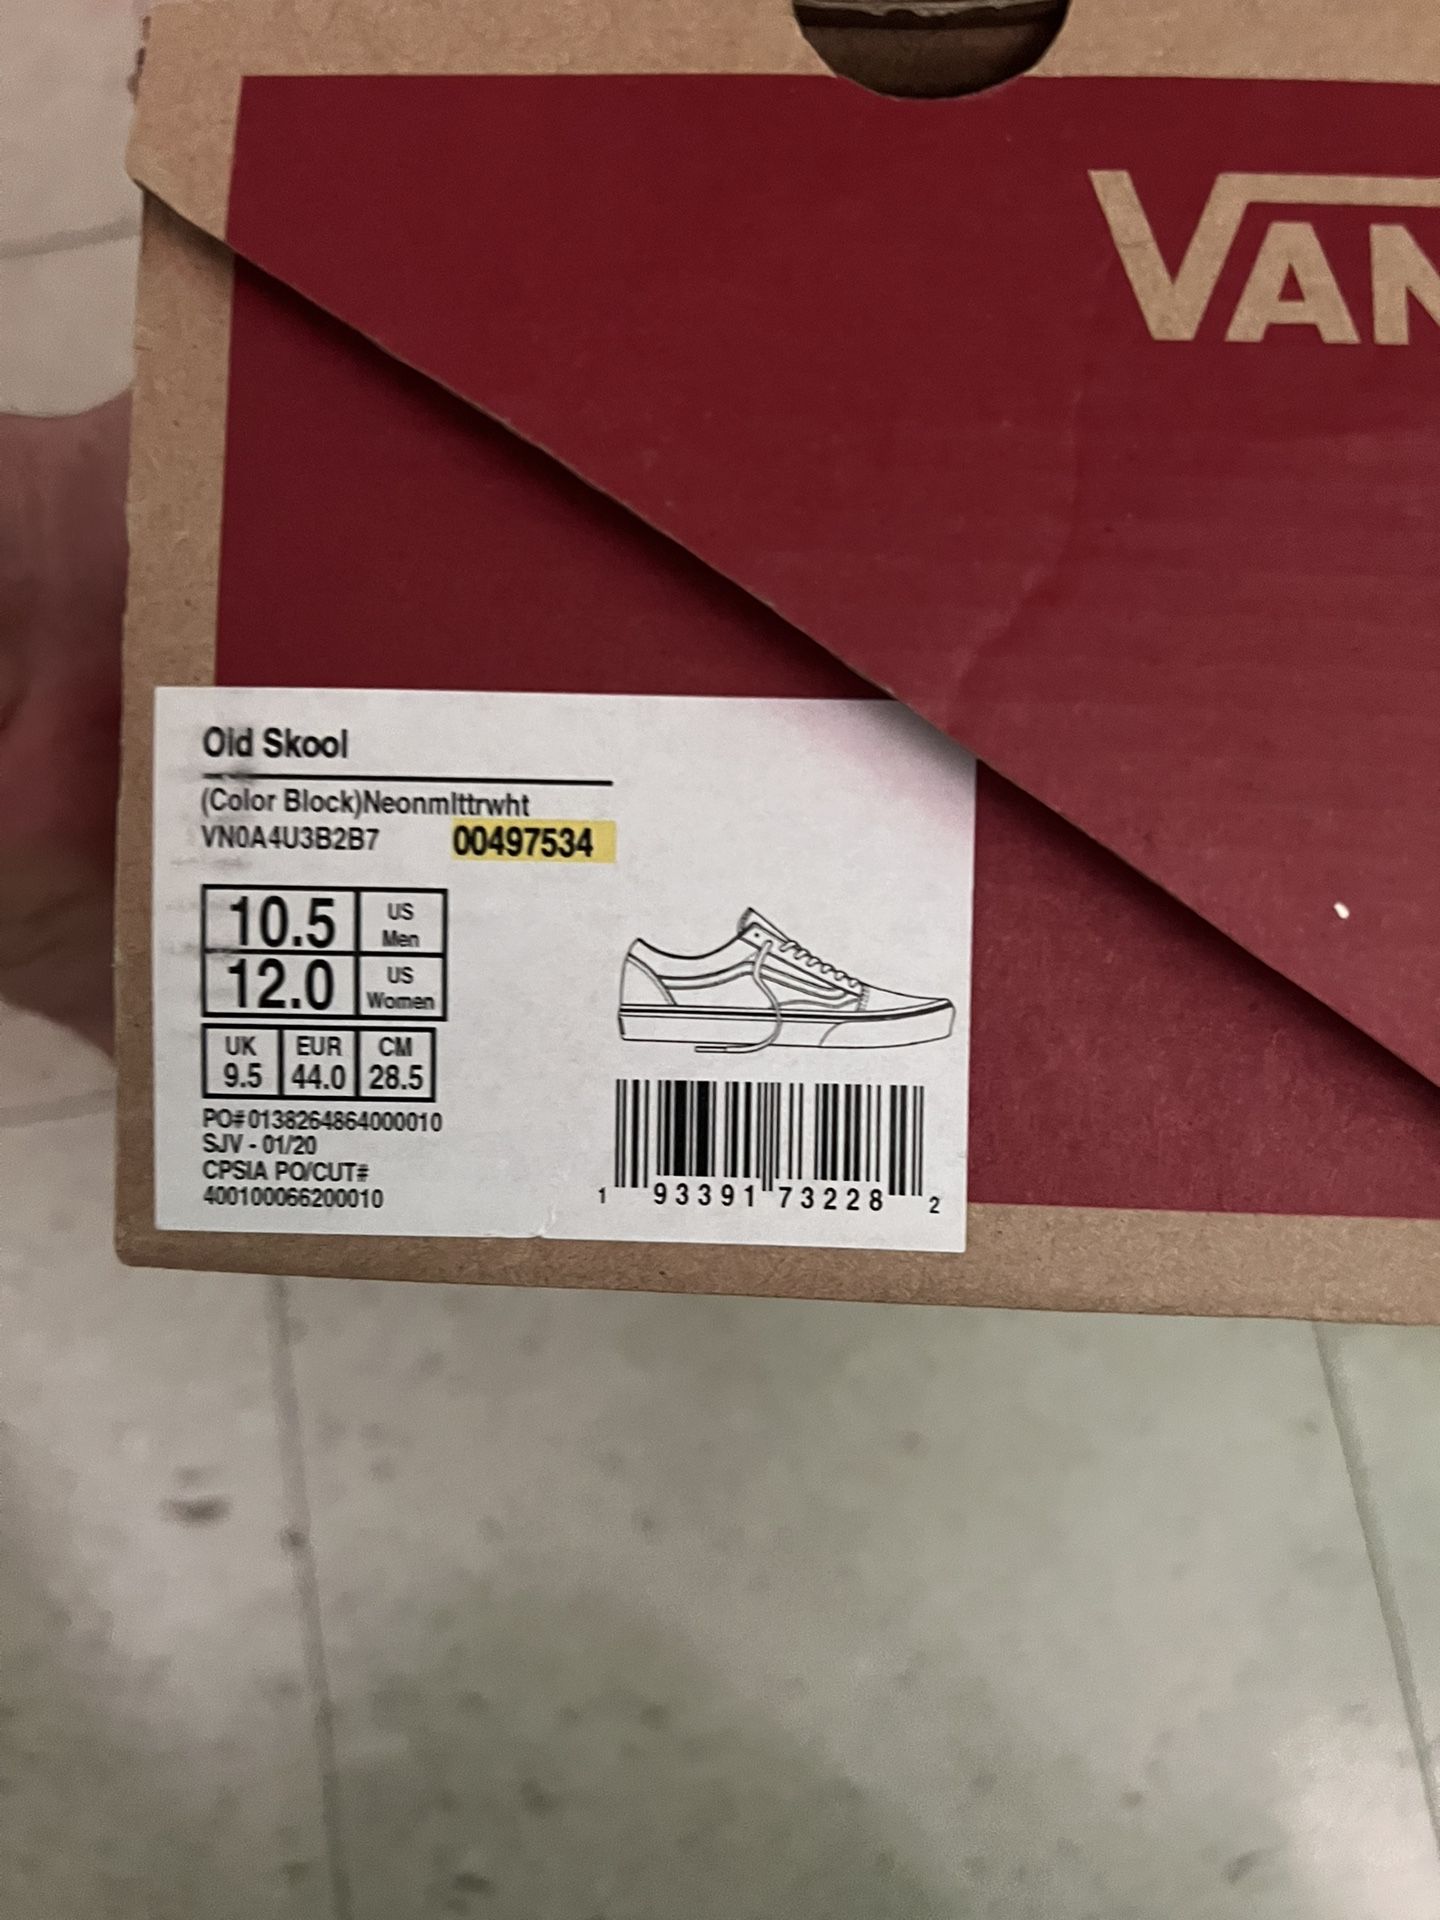 VAN
Old Skool
(Color Block)Neonmlttrwht
VN0A4U3B2B7 00497534
10.5 US Men
12.0 US Women
UK EUR CM
9.5 44.0 28.5
PO#0138264864000010
SJV - 01/20
CPSIA PO/CUT#
400100066200010
1 93391 73228 2